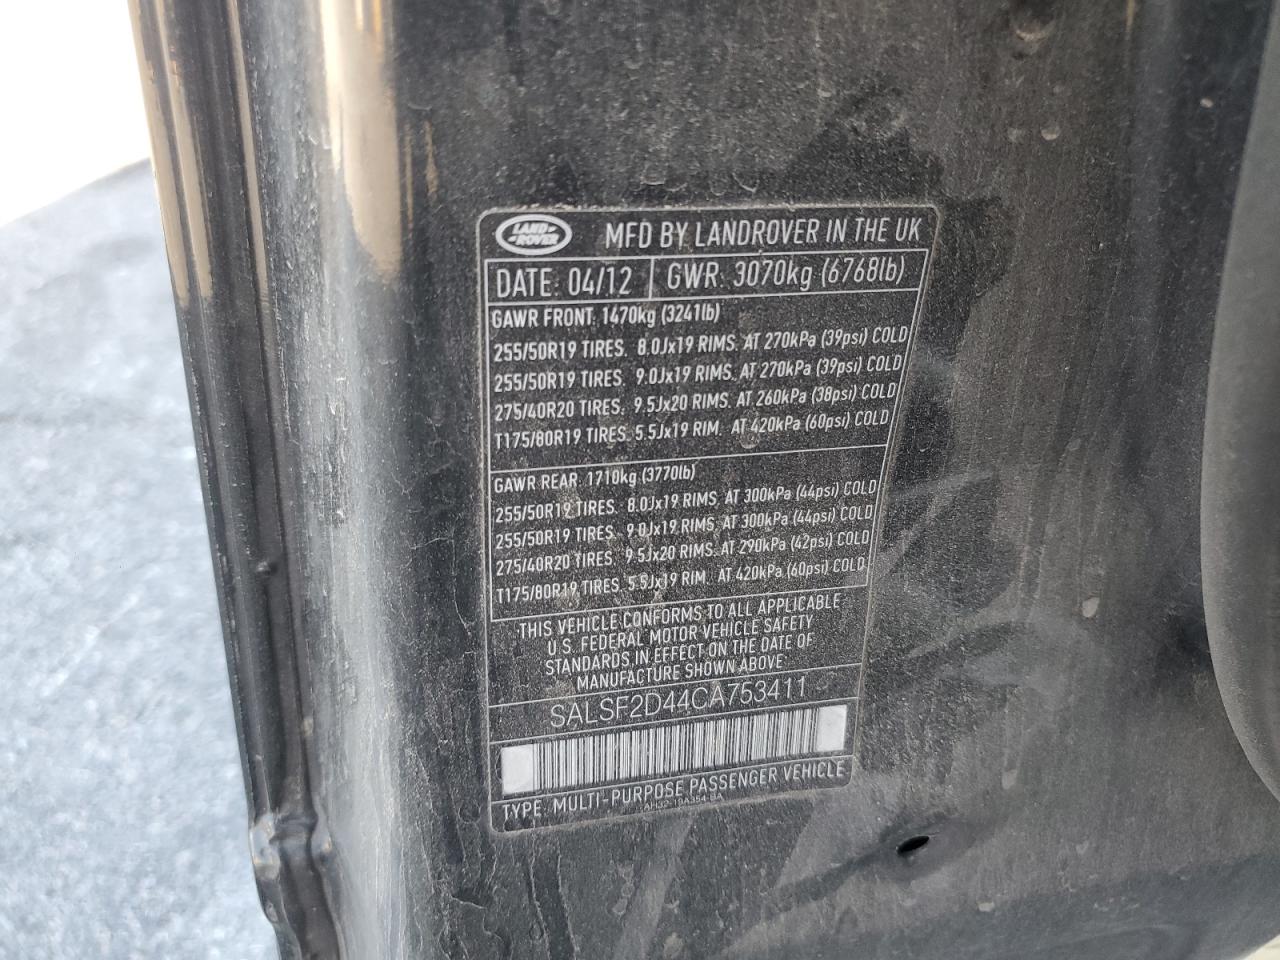 LAND ROVER
MFD BY LANDROVER IN THE UK
DATE: 04/12 GWR: 3070kg (6768lb)
GAWR FRONT: 1470kg (3241lb)
255/50R19 TIRES. 8.0Jx19 RIMS. AT 270kPa (39psi) COLD
255/50R19 TIRES. 9.0Jx19 RIMS. AT 270kPa (39psi) COLD
275/40R20 TIRES. 9.5Jx20 RIMS. AT 260kPa (38psi) COLD
T175/80R19 TIRES. 5.5Jx19 RIM. AT 420kPa (60psi) COLD
GAWR REAR: 1710kg (3770lb)
255/50R19 TIRES. 8.0Jx19 RIMS. AT 300kPa (44psi) COLD
255/50R19 TIRES. 9.0Jx19 RIMS. AT 300kPa (44psi) COLD
275/40R20 TIRES. 9.5Jx20 RIMS. AT 290kPa (42psi) COLD
T175/80R19 TIRES. 5.5Jx19 RIM. AT 420kPa (60psi) COLD
THIS VEHICLE CONFORMS TO ALL APPLICABLE
U.S. FEDERAL MOTOR VEHICLE SAFETY
STANDARDS IN EFFECT ON THE DATE OF
MANUFACTURE SHOWN ABOVE
SALSF2D44CA753411
TYPE: MULTI-PURPOSE PASSENGER VEHICLE
AH32-19A354-BA